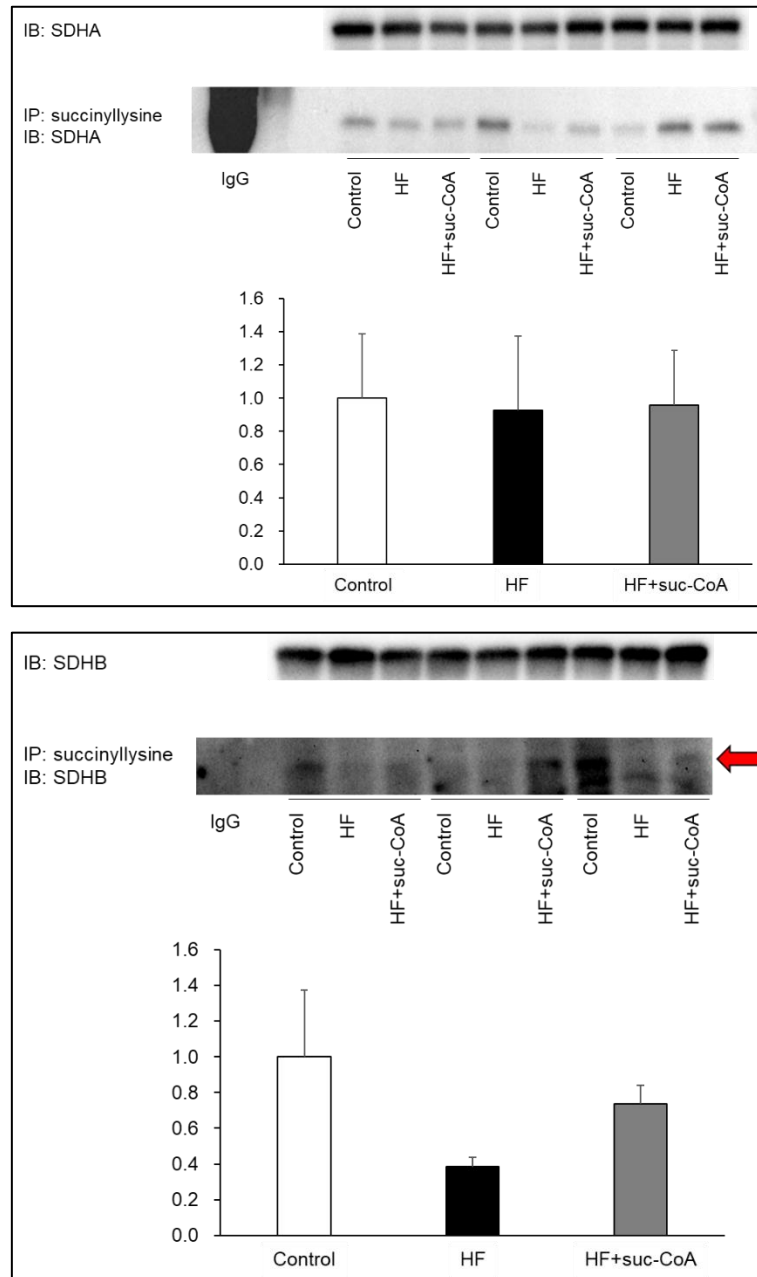 IB: SDHA
IP: succinyllysine
IB: SDHA
IgG
Control
HF
HF+suc-CoA
Control
HF
HF+suc-CoA
Control
HF
HF+suc-CoA
1.6
1.4
1.2
1.0
0.8
0.6
0.4
0.2
0.0
Control HF HF+suc-CoA
IB: SDHB
IP: succinyllysine
IB: SDHB
IgG
Control
HF
HF+suc-CoA
Control
HF
HF+suc-CoA
Control
HF
HF+suc-CoA
1.6
1.4
1.2
1.0
0.8
0.6
0.4
0.2
0.0
Control HF HF+suc-CoA